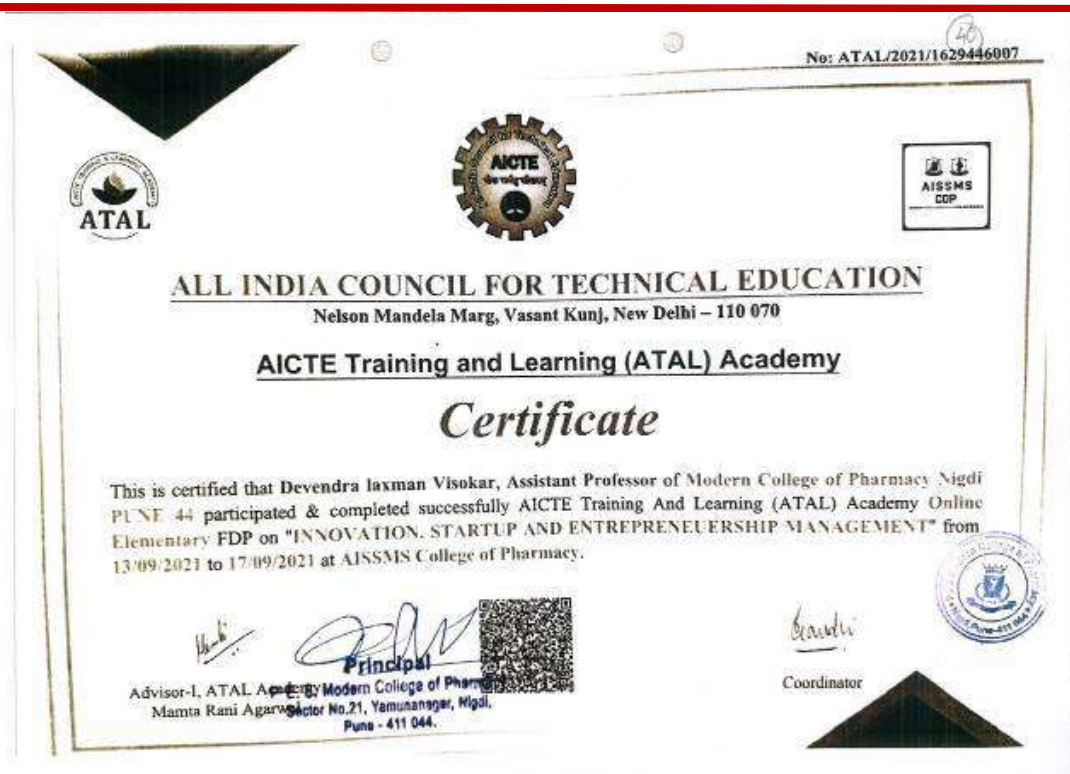 40
No: ATAL/2021/1629446007
ATAL
AICTE
AISSMS
COP
ALL INDIA COUNCIL FOR TECHNICAL EDUCATION
Nelson Mandela Marg, Vasant Kunj, New Delhi – 110 070
AICTE Training and Learning (ATAL) Academy
Certificate
This is certified that Devendra laxman Visokar, Assistant Professor of Modern College of Pharmacy Nigdi
PUNE 44 participated & completed successfully AICTE Training And Learning (ATAL) Academy Online
Elementary FDP on "INNOVATION, STARTUP AND ENTREPRENEUERSHIP MANAGEMENT" from
13/09/2021 to 17/09/2021 at AISSMS College of Pharmacy.
Principal
Advisor-I, ATAL Academy
Modern College of
Mamta Rani Agarwal
Sector No.21, Yamunanagar, Nigdi,
Pune - 411 044.
Coordinator